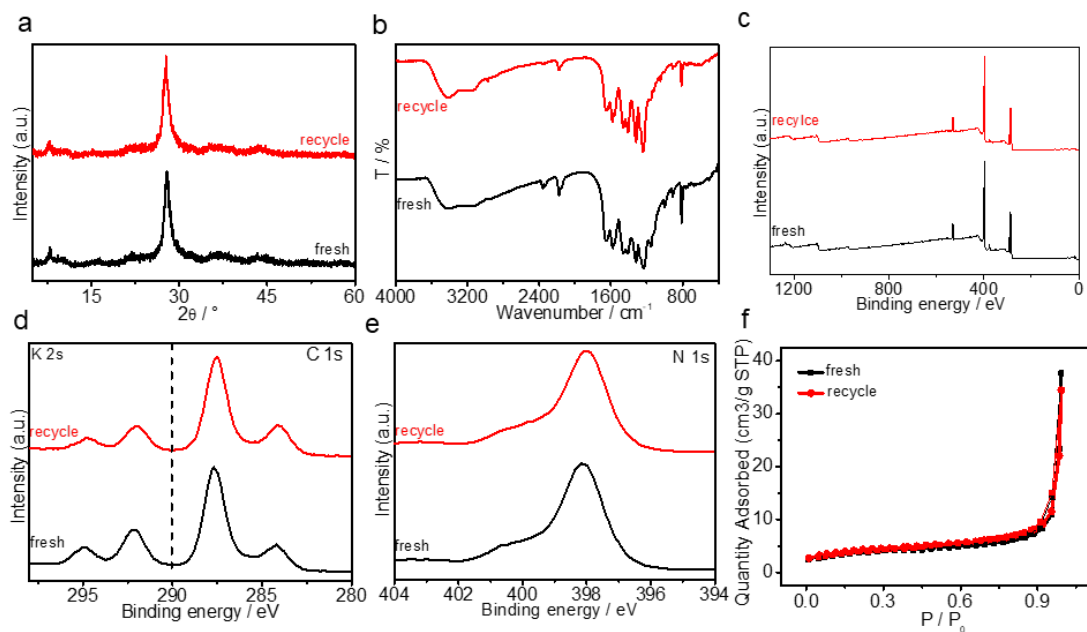 a
Intensity (a.u.)
recycle
fresh
15
30
45
60
2θ / °
b
T / %
recycle
fresh
4000
3200
2400
1600
800
Wavenumber / cm⁻¹
c
Intensity (a.u.)
recylce
fresh
1200
800
400
0
Binding energy / eV
d
K 2s
C 1s
Intensity (a.u.)
recycle
fresh
295
290
285
280
Binding energy / eV
e
N 1s
Intensity (a.u.)
recycle
fresh
404
402
400
398
396
394
Binding energy / eV
f
Quantity Adsorbed (cm3/g STP)
fresh
recycle
40
30
20
10
0
0.0
0.3
0.6
0.9
P / P₀